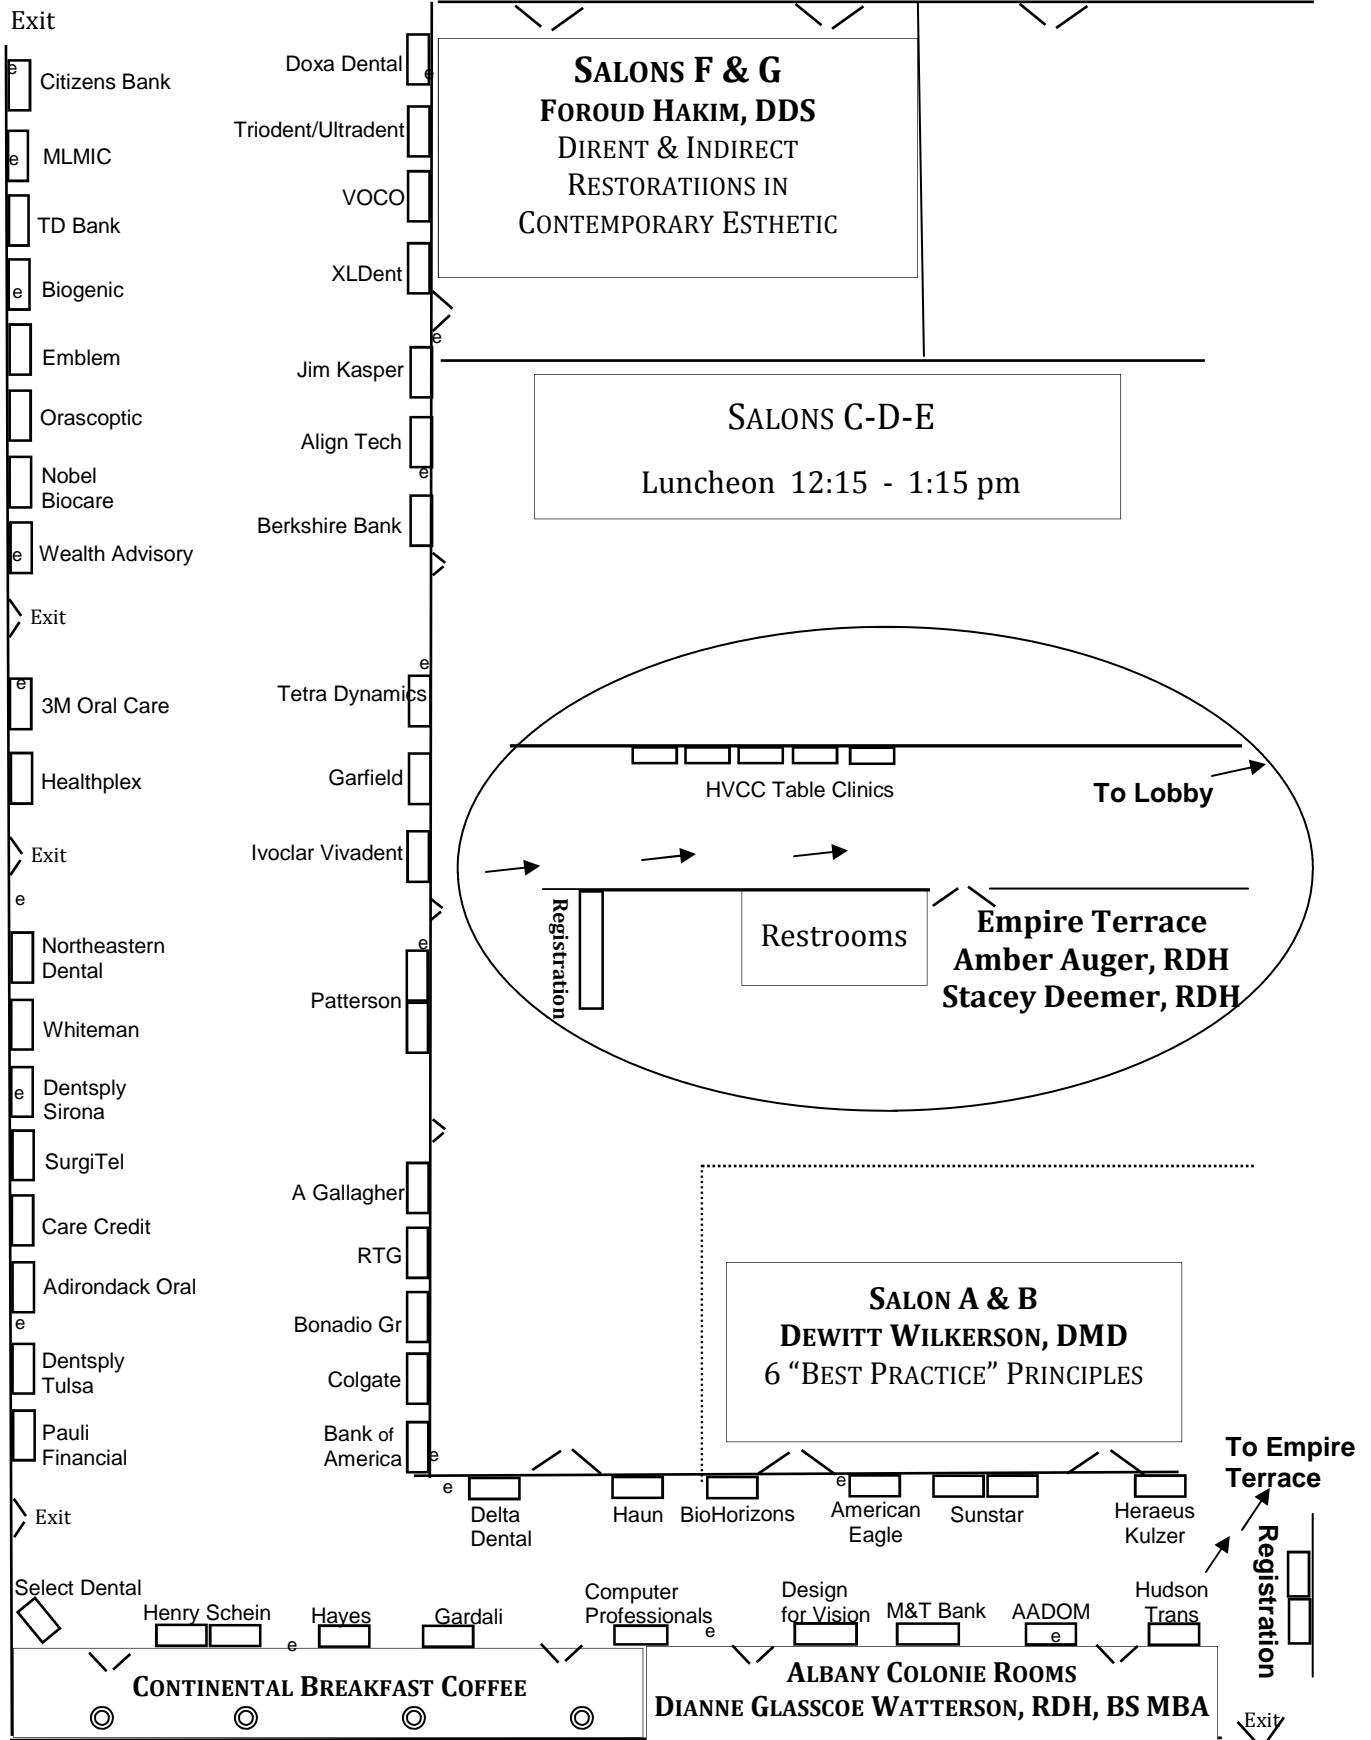 Exit
e
Citizens Bank
e
MLMIC
TD Bank
e
Biogenic
Emblem
Orascoptic
Nobel
Biocare
e
Wealth Advisory
Exit
e
3M Oral Care
Healthplex
Exit
e
Northeastern
Dental
Whiteman
e
Dentsply
Sirona
SurgiTel
Care Credit
Adirondack Oral
e
Dentsply
Tulsa
Pauli
Financial
Exit
Doxa Dental
e
Triodent/Ultradent
VOCO
XLDent
e
Jim Kasper
Align Tech
e
Berkshire Bank
e
Tetra Dynamics
Garfield
Ivoclar Vivadent
e
Patterson
A Gallagher
RTG
Bonadio Gr
Colgate
Bank of
America
e
SALONS F & G
FOROUD HAKIM, DDS
DIRENT & INDIRECT
RESTORATIIONS IN
CONTEMPORARY ESTHETIC
SALONS C-D-E
Luncheon 12:15 - 1:15 pm
HVCC Table Clinics
To Lobby
Registration
Restrooms
Empire Terrace
Amber Auger, RDH
Stacey Deemer, RDH
SALON A & B
DEWITT WILKERSON, DMD
6 “BEST PRACTICE” PRINCIPLES
To Empire
Terrace
e
Delta
Dental
Haun
BioHorizons
e
American
Eagle
Sunstar
Heraeus
Kulzer
Registration
Select Dental
Henry Schein
e
Hayes
Gardali
Computer
Professionals
e
Design
for Vision
M&T Bank
AADOM
e
Hudson
Trans
CONTINENTAL BREAKFAST COFFEE
ALBANY COLONIE ROOMS
DIANNE GLASSCOE WATTERSON, RDH, BS MBA
Exit